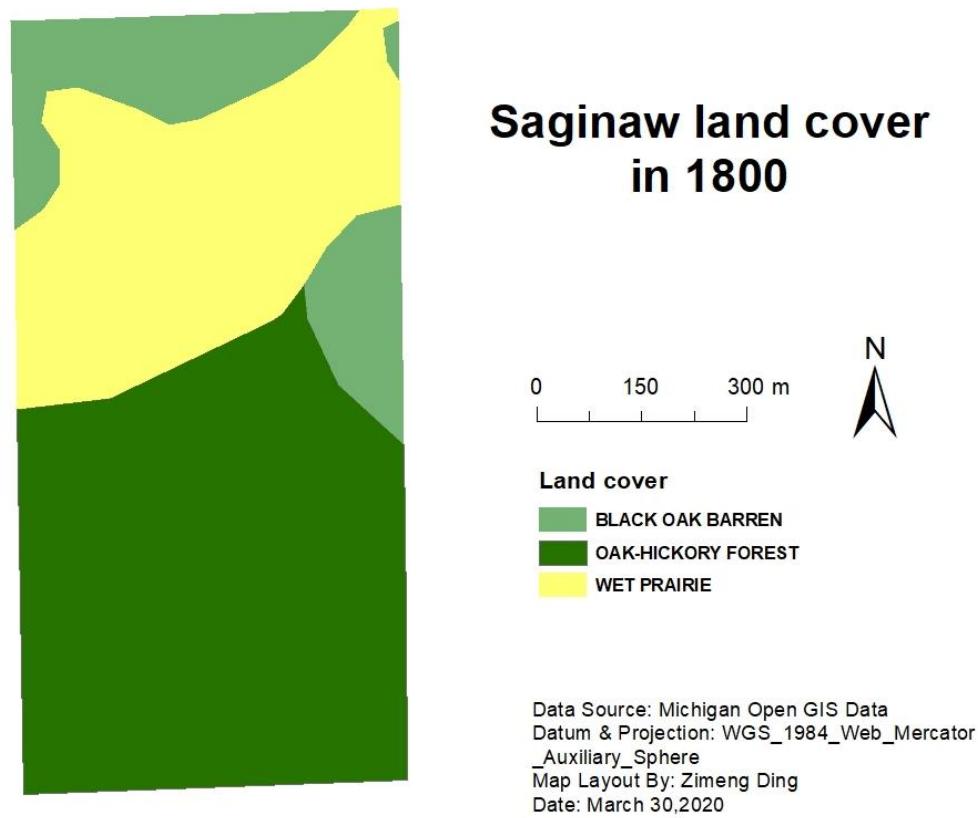 Saginaw land cover
in 1800
N
0 150 300 m
Land cover
BLACK OAK BARREN
OAK-HICKORY FOREST
WET PRAIRIE
Data Source: Michigan Open GIS Data
Datum & Projection: WGS_1984_Web_Mercator
_Auxiliary_Sphere
Map Layout By: Zimeng Ding
Date: March 30,2020